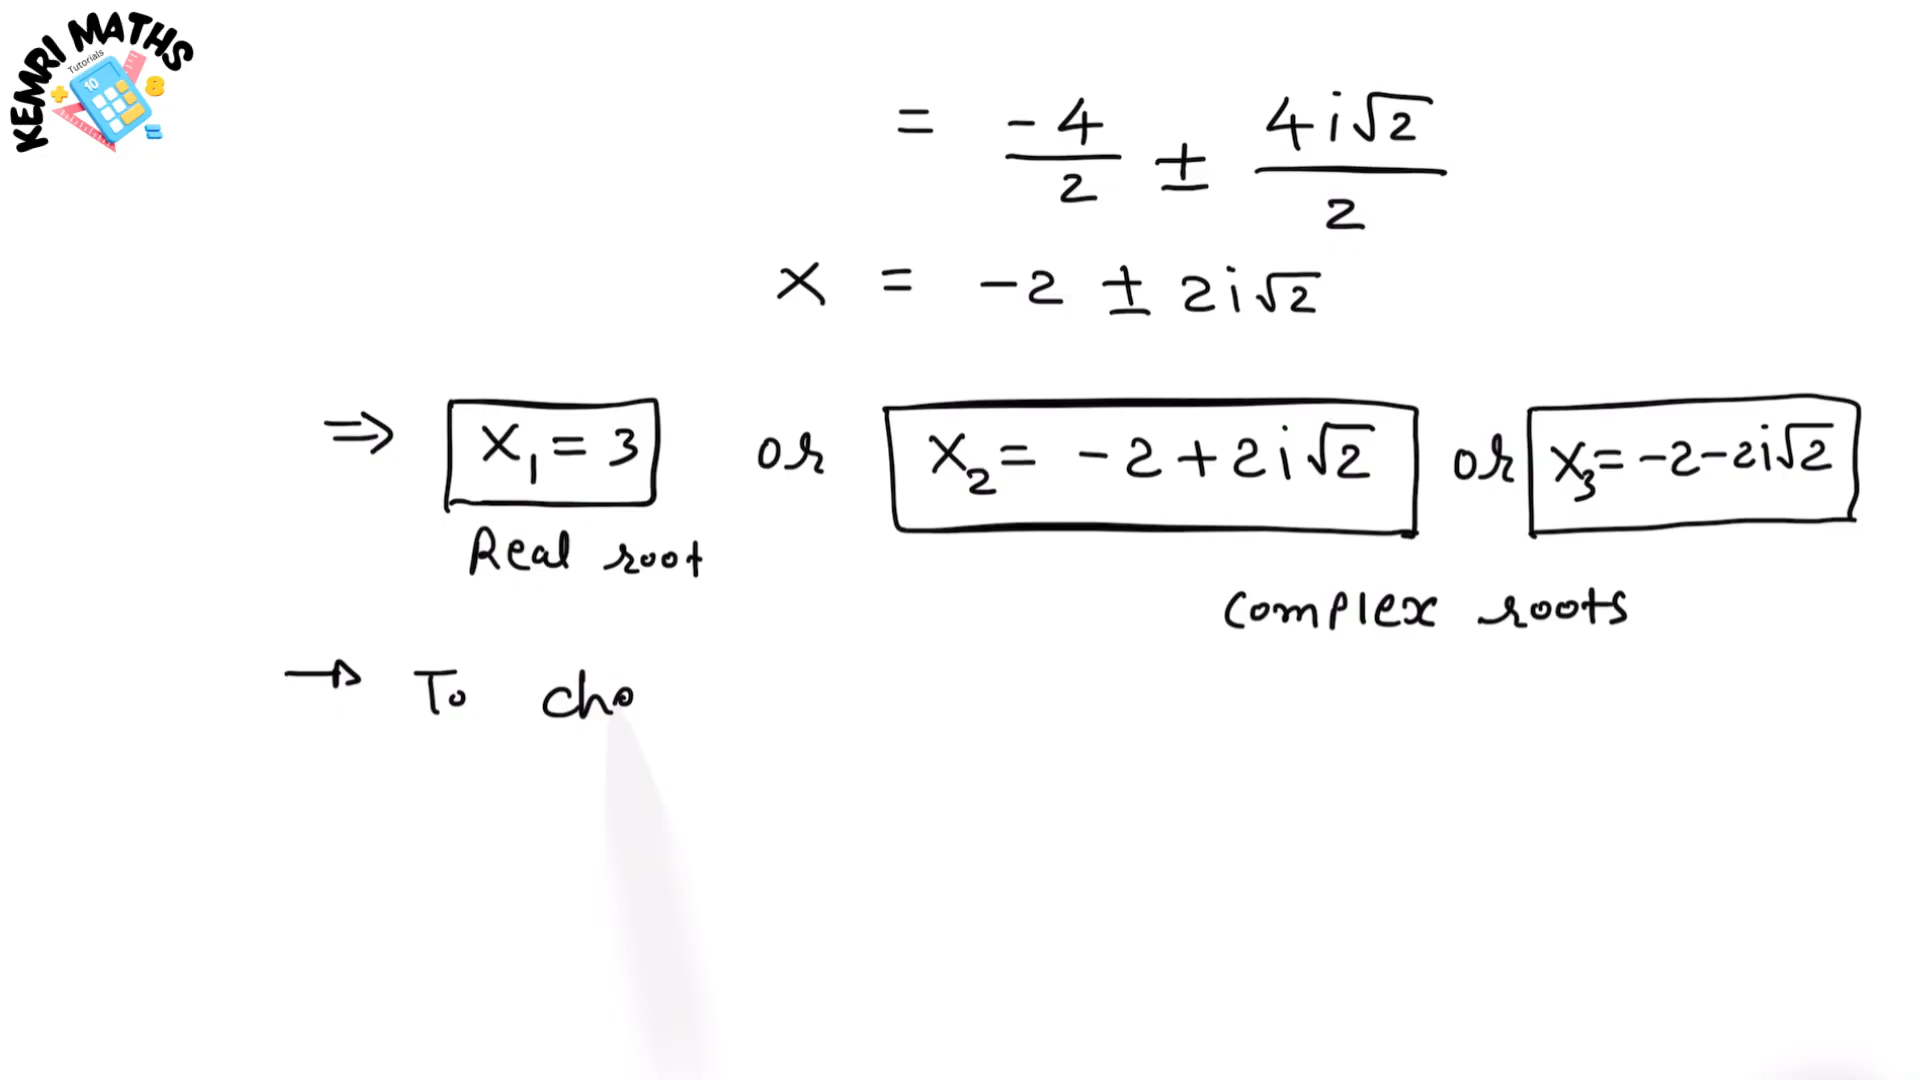 KEMRI MATHS
Tutorials
= -4/2 ± 4i√2/2
x = -2 ± 2i√2
⇒ x₁ = 3 or x₂ = -2 + 2i√2 or x₃ = -2 - 2i√2
Real root
complex roots
→ To cho